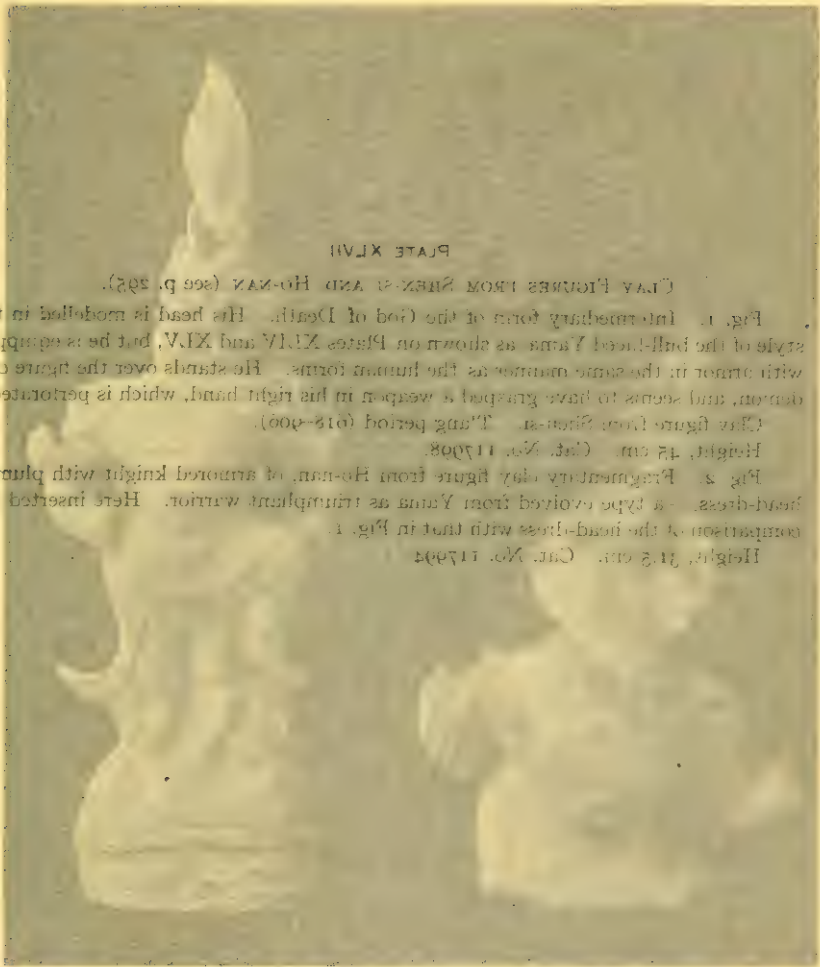 PLATE XLVII
CLAY FIGURES FROM SHEN-SI AND HO-NAN (see p. 295).
Fig. 1. Intermediary form of the God of Death. His head is modelled in t
style of the bull-faced Yama as shown on Plates XLIV and XLV, but he is equipp
with armor in the same manner as the human forms. He stands over the figure o
demon, and seems to have grasped a weapon in his right hand, which is perforated
Clay figure from Shen-si. T'ang period (618-906).
Height, 45 cm. Cat. No. 117998.
Fig. 2. Fragmentary clay figure from Ho-nan, of armored knight with plum
head-dress, - a type evolved from Yama as triumphant warrior. Here inserted
comparison of the head-dress with that in Fig. 1.
Height, 31.5 cm. Cat. No. 117994